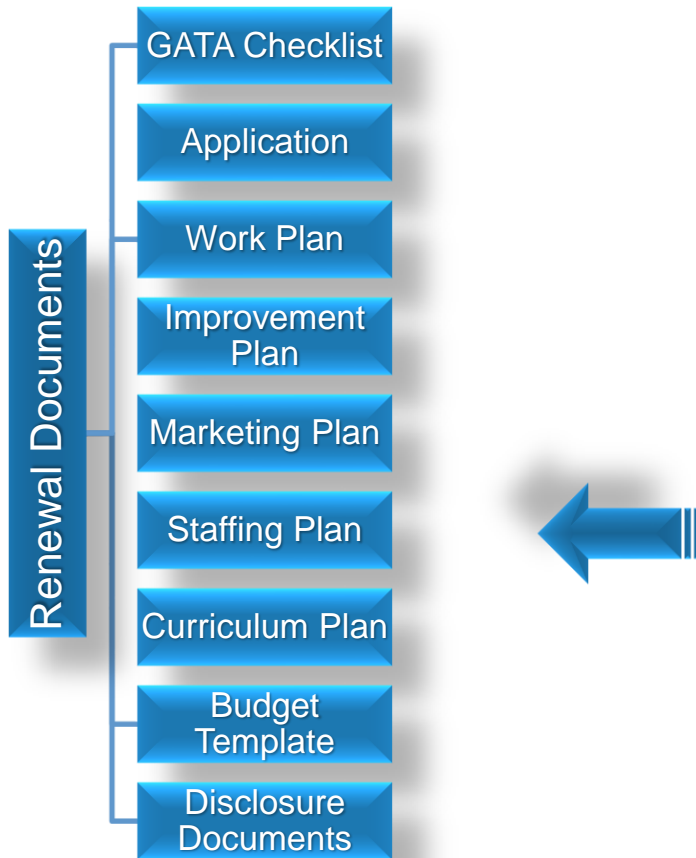 Renewal Documents
GATA Checklist
Application
Work Plan
Improvement
Plan
Marketing Plan
Staffing Plan
Curriculum Plan
Budget
Template
Disclosure
Documents